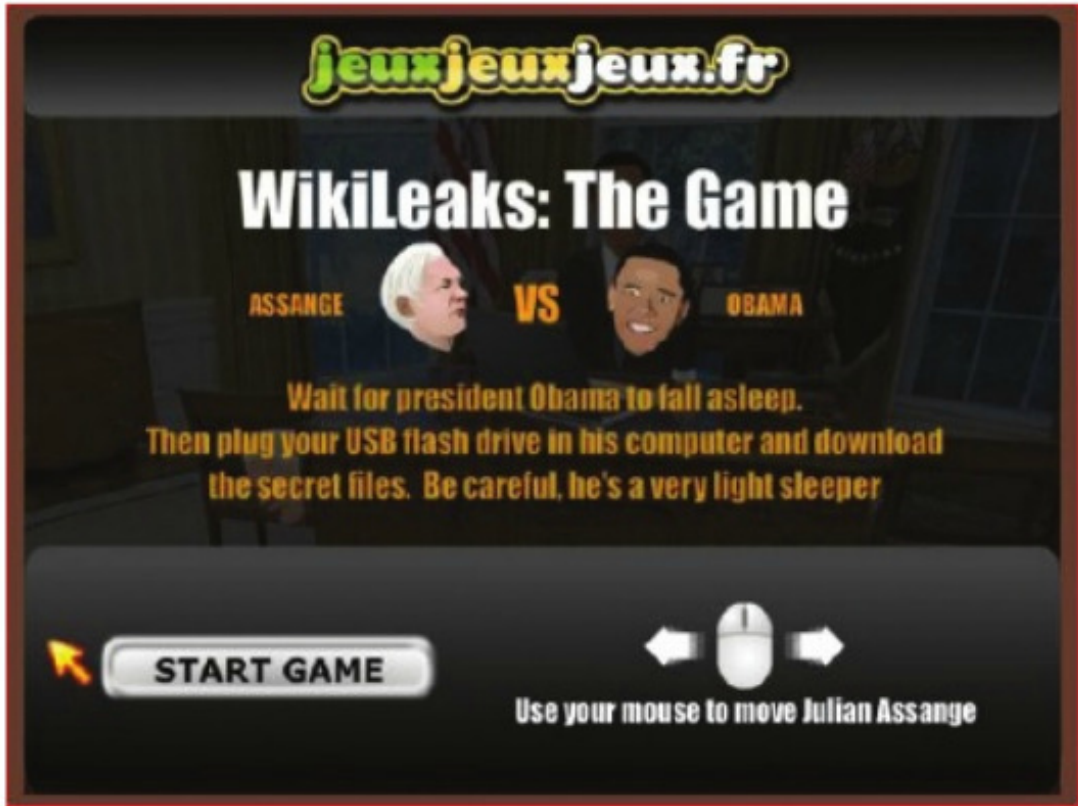 jeuxjeuxjeux.fr
WikiLeaks: The Game
ASSANGE VS OBAMA
Wait for president Obama to fall asleep.
Then plug your USB flash drive in his computer and download
the secret files. Be careful, he's a very light sleeper
START GAME
Use your mouse to move Julian Assange